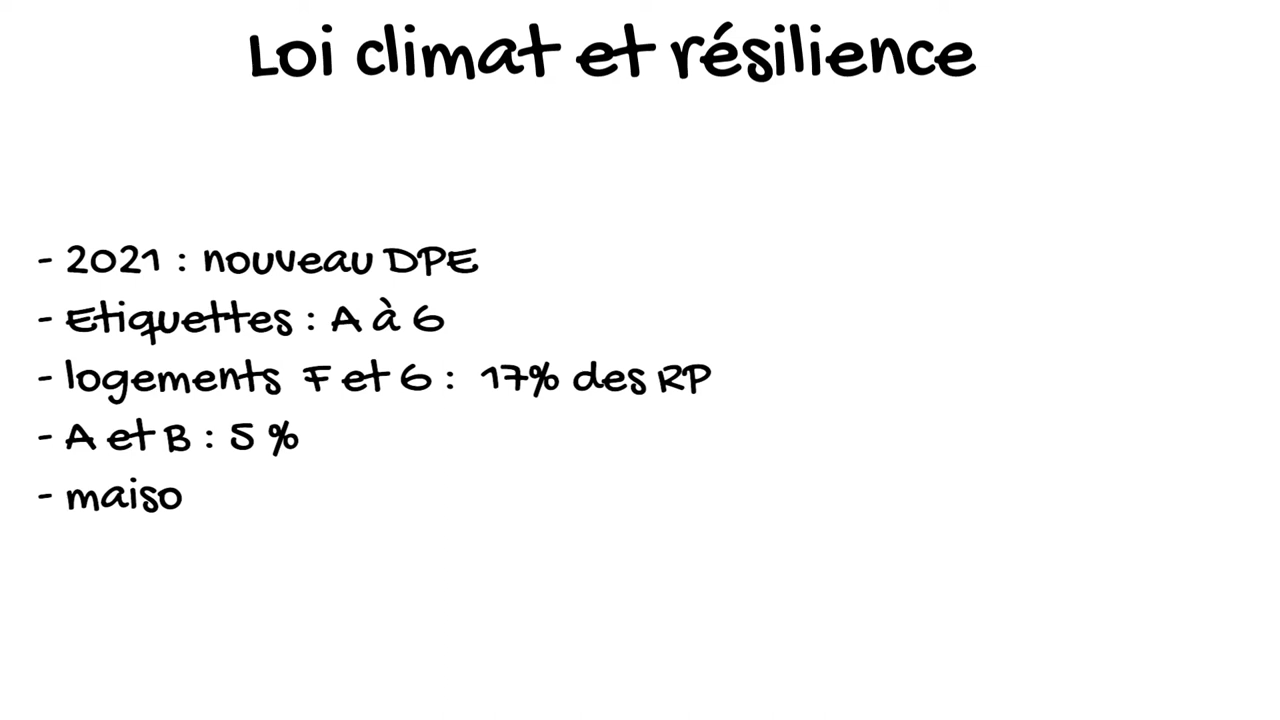 Loi climat et résilience
- 2021 : nouveau DPE
- Etiquettes : A à G
- logements F et G : 17% des RP
- A et B : 5 %
- maiso